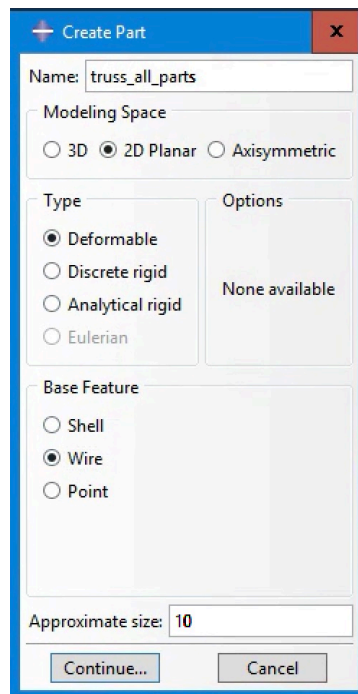 Create Part
x
Name: truss_all_parts
Modeling Space
3D 2D Planar Axisymmetric
Type
Deformable
Discrete rigid
Analytical rigid
Eulerian
Options
None available
Base Feature
Shell
Wire
Point
Approximate size: 10
Continue... Cancel